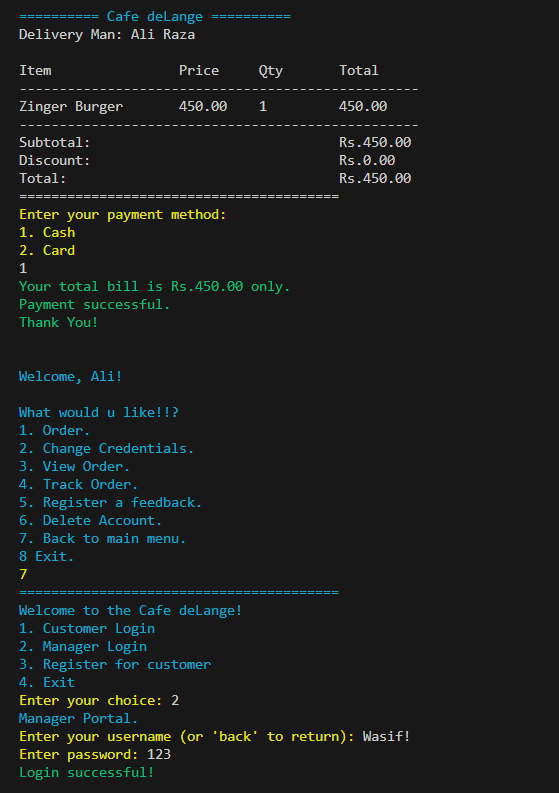 ========== Cafe deLange ==========
Delivery Man: Ali Raza
Item Price Qty Total
--------------------------------------------------
Zinger Burger 450.00 1 450.00
--------------------------------------------------
Subtotal: Rs.450.00
Discount: Rs.0.00
Total: Rs.450.00
========================================
Enter your payment method:
1. Cash
2. Card
1
Your total bill is Rs.450.00 only.
Payment successful.
Thank You!
Welcome, Ali!
What would u like!!?
1. Order.
2. Change Credentials.
3. View Order.
4. Track Order.
5. Register a feedback.
6. Delete Account.
7. Back to main menu.
8 Exit.
7
========================================
Welcome to the Cafe deLange!
1. Customer Login
2. Manager Login
3. Register for customer
4. Exit
Enter your choice: 2
Manager Portal.
Enter your username (or 'back' to return): Wasif!
Enter password: 123
Login successful!